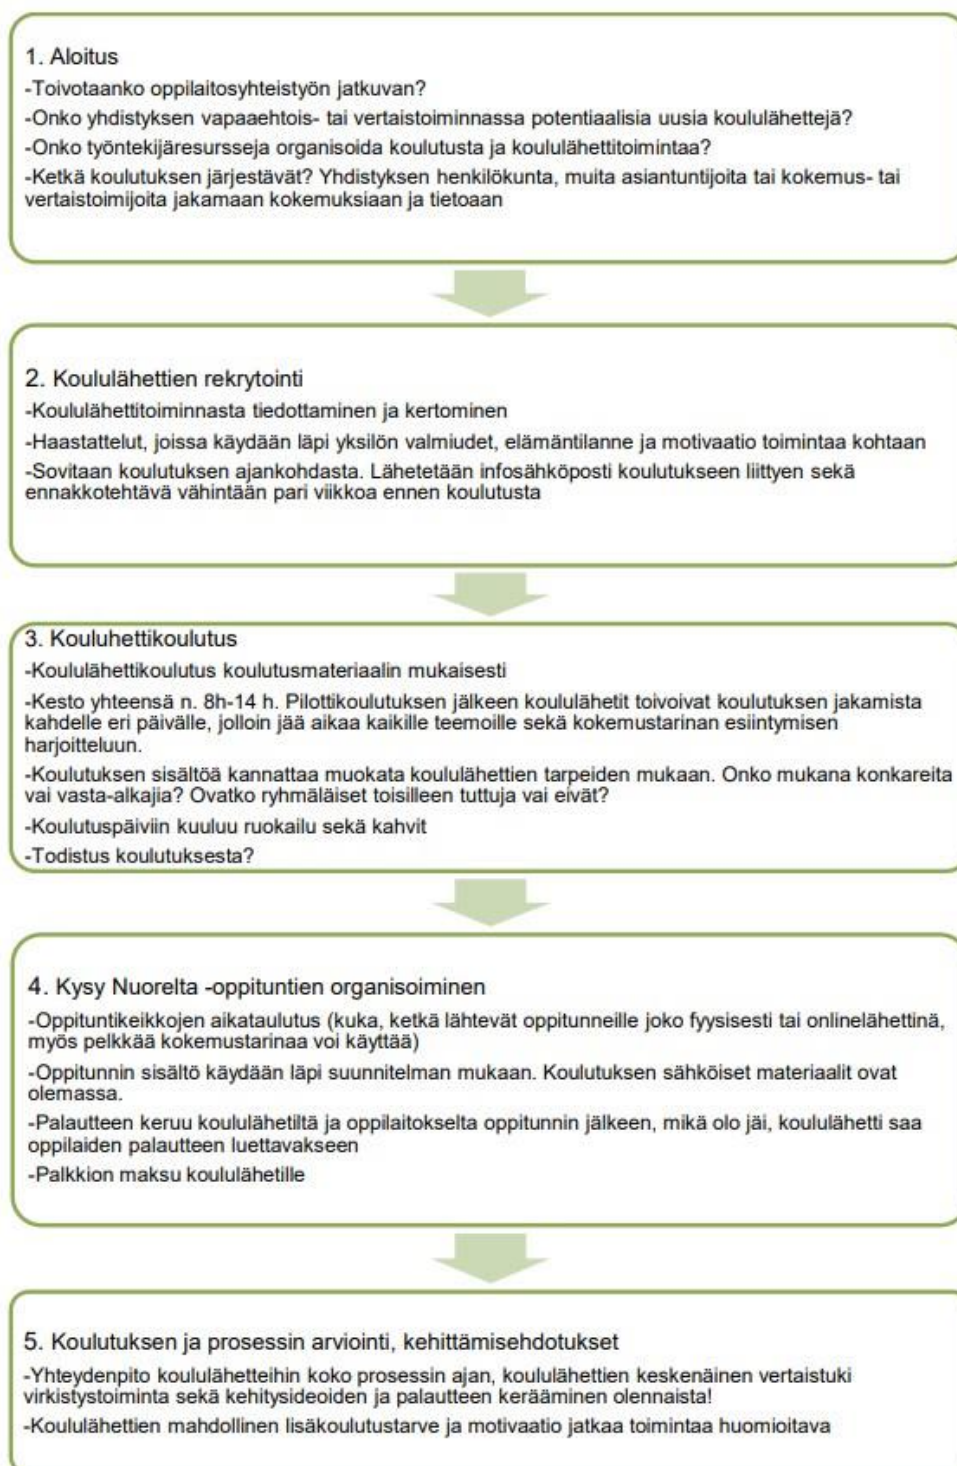 1. Aloitus
-Toivotaanko oppilaitosyhteistyön jatkuvan?
-Onko yhdistyksen vapaaehtois- tai vertaistoiminnassa potentiaalisia uusia koululähettejä?
-Onko työntekijäresursseja organisoida koulutusta ja koululähettitoimintaa?
-Ketkä koulutuksen järjestävät? Yhdistyksen henkilökunta, muita asiantuntijoita tai kokemus- tai
vertaistoimijoita jakamaan kokemuksiaan ja tietoaan
2. Koululähettien rekrytointi
-Koululähettitoiminnasta tiedottaminen ja kertominen
-Haastattelut, joissa käydään läpi yksilön valmiudet, elämäntilanne ja motivaatio toimintaa kohtaan
-Sovitaan koulutuksen ajankohdasta. Lähetetään infosähköposti koulutukseen liittyen sekä
ennakkotehtävä vähintään pari viikkoa ennen koulutusta
3. Kouluhettikoulutus
-Koululähettikoulutus koulutusmateriaalin mukaisesti
-Kesto yhteensä n. 8h-14 h. Pilottikoulutuksen jälkeen koululähetit toivoivat koulutuksen jakamista
kahdelle eri päivälle, jolloin jää aikaa kaikille teemoille sekä kokemustarinan esiintymisen
harjoitteluun.
-Koulutuksen sisältöä kannattaa muokata koululähettien tarpeiden mukaan. Onko mukana konkareita
vai vasta-alkajia? Ovatko ryhmäläiset toisilleen tuttuja vai eivät?
-Koulutuspäiviin kuuluu ruokailu sekä kahvit
-Todistus koulutuksesta?
4. Kysy Nuorelta -oppituntien organisoiminen
-Oppituntikeikkojen aikataulutus (kuka, ketkä lähtevät oppitunneille joko fyysisesti tai onlinelähettinä,
myös pelkkää kokemustarinaa voi käyttää)
-Oppitunnin sisältö käydään läpi suunnitelman mukaan. Koulutuksen sähköiset materiaalit ovat
olemassa.
-Palautteen keruu koululähetiltä ja oppilaitokselta oppitunnin jälkeen, mikä olo jäi, koululähetti saa
oppilaiden palautteen luettavakseen
-Palkkion maksu koululähetille
5. Koulutuksen ja prosessin arviointi, kehittämisehdotukset
-Yhteydenpito koululähetteihin koko prosessin ajan, koululähettien keskenäinen vertaistuki
virkistystoiminta sekä kehitysideoiden ja palautteen kerääminen olennaista!
-Koululähettien mahdollinen lisäkoulutustarve ja motivaatio jatkaa toimintaa huomioitava